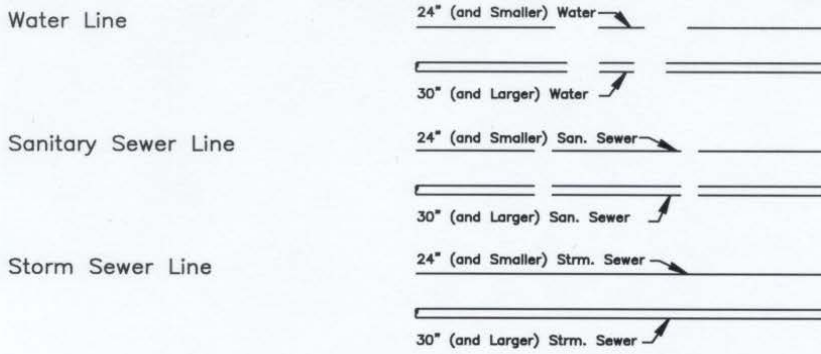 Water Line
24" (and Smaller) Water
30" (and Larger) Water
Sanitary Sewer Line
24" (and Smaller) San. Sewer
30" (and Larger) San. Sewer
Storm Sewer Line
24" (and Smaller) Strm. Sewer
30" (and Larger) Strm. Sewer